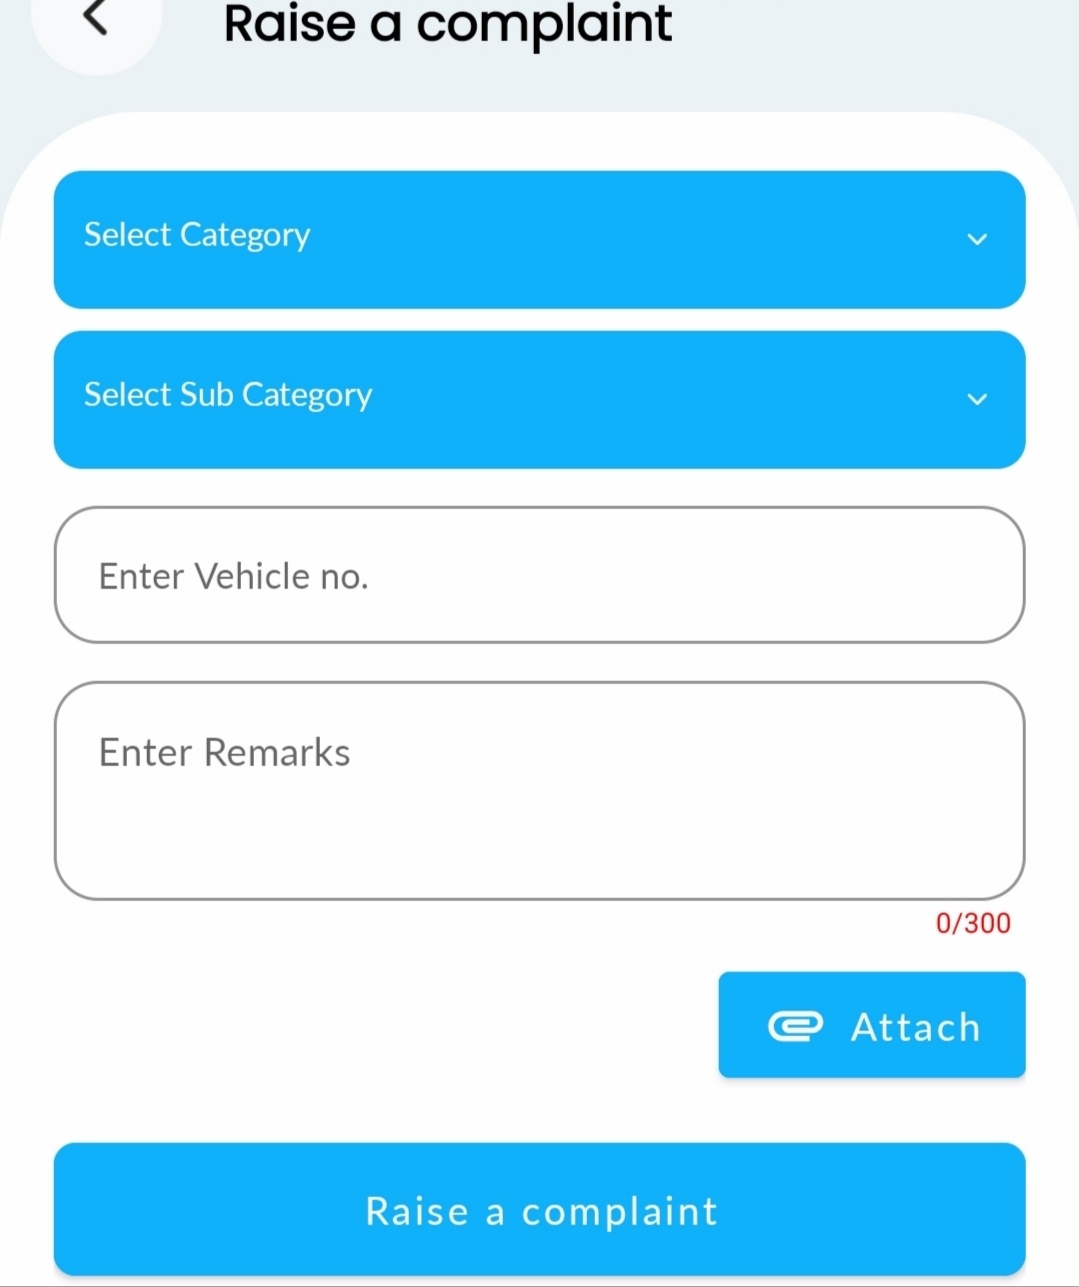 Raise a complaint
Select Category
Select Sub Category
Enter Vehicle no.
Enter Remarks
0/300
Attach
Raise a complaint